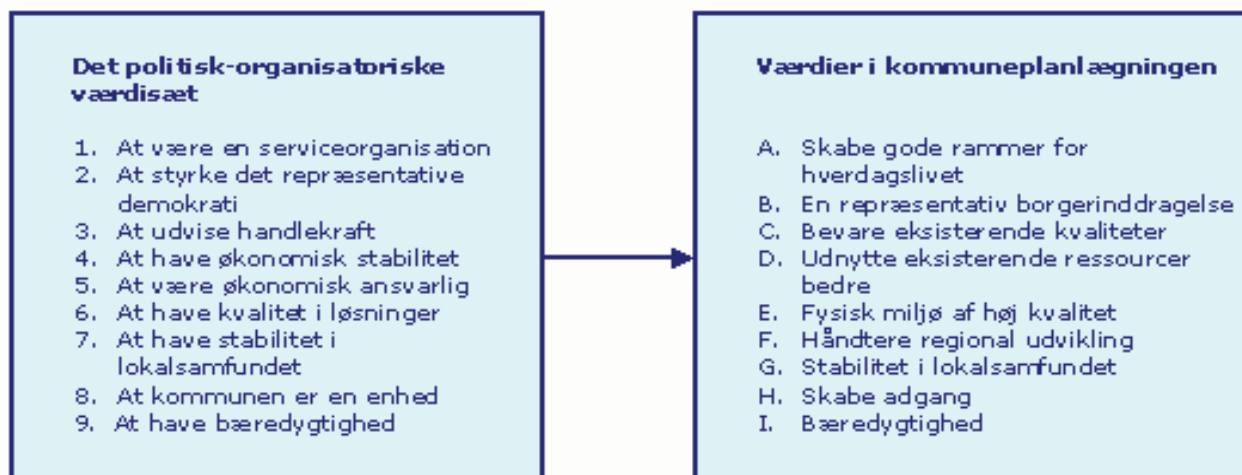 Det politisk-organisatoriske
værdisæt
1. At være en serviceorganisation
2. At styrke det repræsentative
demokrati
3. At udvise handlekraft
4. At have økonomisk stabilitet
5. At være økonomisk ansvarlig
6. At have kvalitet i løsninger
7. At have stabilitet i
lokalsamfundet
8. At kommunen er en enhed
9. At have bæredygtighed
Værdier i kommuneplanlægningen
A. Skabe gode rammer for
hverdagslivet
B. En repræsentativ borgerinddragelse
C. Bevare eksisterende kvaliteter
D. Udnytte eksisterende ressourcer
bedre
E. Fysisk miljø af høj kvalitet
F. Håndtere regional udvikling
G. Stabilitet i lokalsamfundet
H. Skabe adgang
I. Bæredygtighed